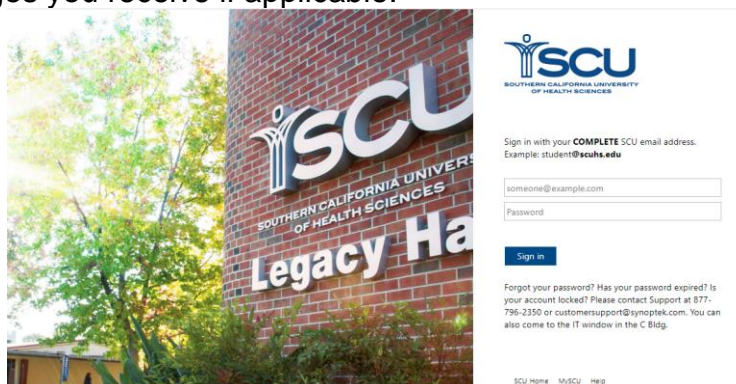 ges you receive if applicable.
SCU
SOUTHERN CALIFORNIA UNIVERS
OF HEALTH SCIENCES
Legacy Ha
SCU
SOUTHERN CALIFORNIA UNIVERSITY
OF HEALTH SCIENCES
Sign in with your COMPLETE SCU email address.
Example: student@scuhs.edu
someone@example.com
Password
Sign in
Forgot your password? Has your password expired? Is
your account locked? Please contact Support at 877-
796-2350 or customersupport@synoptek.com. You can
also come to the IT window in the C Bldg.
SCU Home MySCU Help